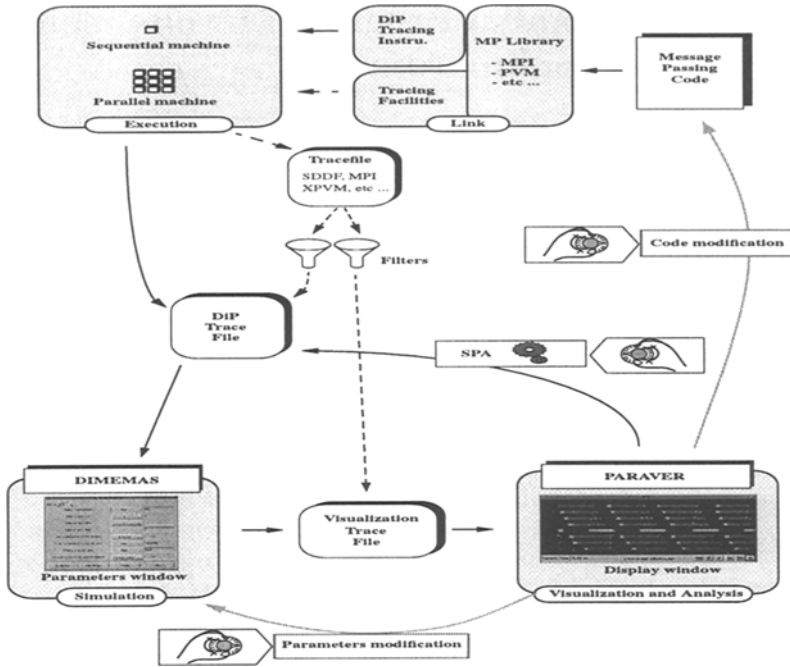 Sequential machine
Parallel machine
Execution
DiP
Tracing
Instru.
Tracing
Facilities
MP Library
- MPI
- PVM
- etc ...
Link
Message
Passing
Code
Tracefile
SDDF, MPI
XPVM, etc ...
Filters
Code modification
DiP
Trace
File
SPA
DIMEMAS
Parameters window
Simulation
Visualization
Trace
File
PARAVER
Display window
Visualization and Analysis
Parameters modification